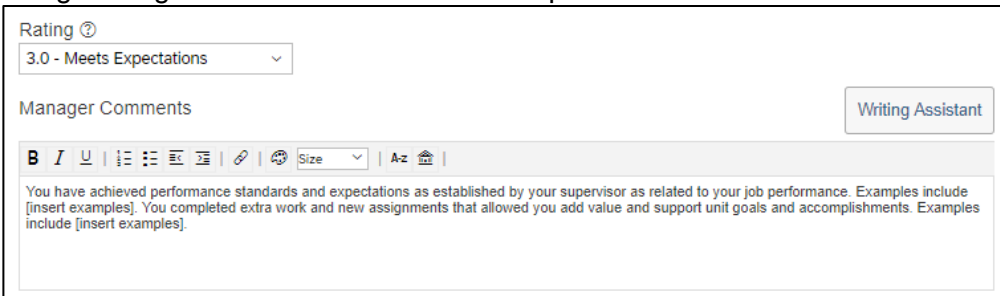 Rating ?
3.0 - Meets Expectations
Manager Comments
Writing Assistant
B I U Size A-z
You have achieved performance standards and expectations as established by your supervisor as related to your job performance. Examples include
[insert examples]. You completed extra work and new assignments that allowed you add value and support unit goals and accomplishments. Examples
include [insert examples].